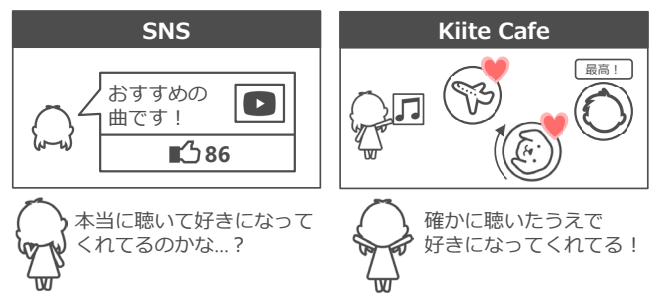 SNS
おすすめの
曲です！
86
本当に聴いて好きになって
くれてるのかな…？
Kiite Cafe
最高！
確かに聴いたうえで
好きになってくれてる！